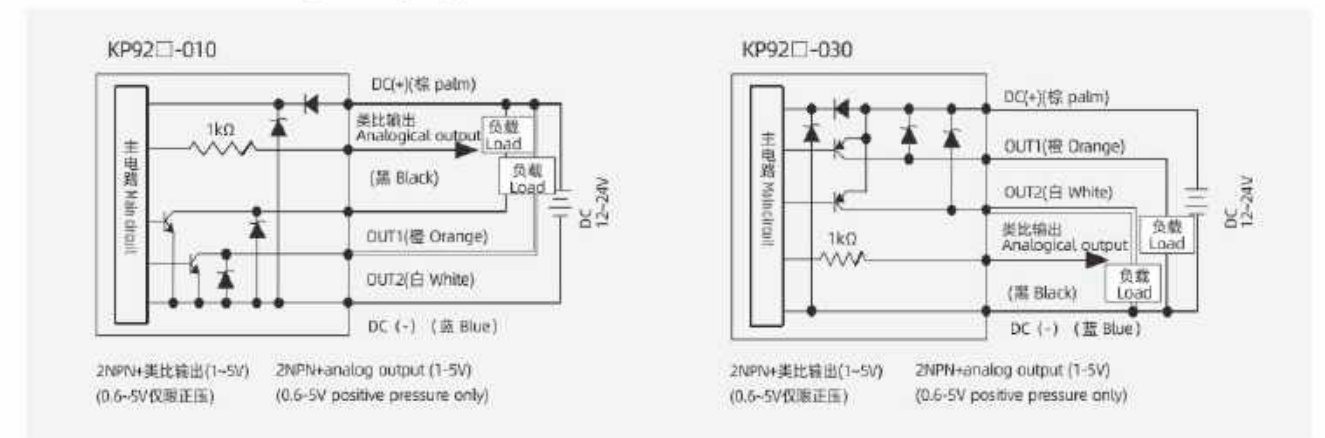 KP92□-010
DC(+)(棕 palm)
类比输出
Analogical output
1kΩ
负载
Load
(黑 Black)
负载
Load
主电路 Main circuit
DC
12~24V
OUT1(橙 Orange)
OUT2(白 White)
DC (-) (蓝 Blue)
2NPN+类比输出(1~5V)
(0.6~5V仅限正压)
2NPN+analog output (1-5V)
(0.6-5V positive pressure only)
KP92□-030
DC(+)(棕 palm)
OUT1(橙 Orange)
主电路 Main circuit
OUT2(白 White)
DC
12~24V
类比输出
Analogical output
1kΩ
负载
Load
负载
Load
(黑 Black)
DC (-) (蓝 Blue)
2NPN+类比输出(1~5V)
(0.6~5V仅限正压)
2NPN+analog output (1-5V)
(0.6-5V positive pressure only)